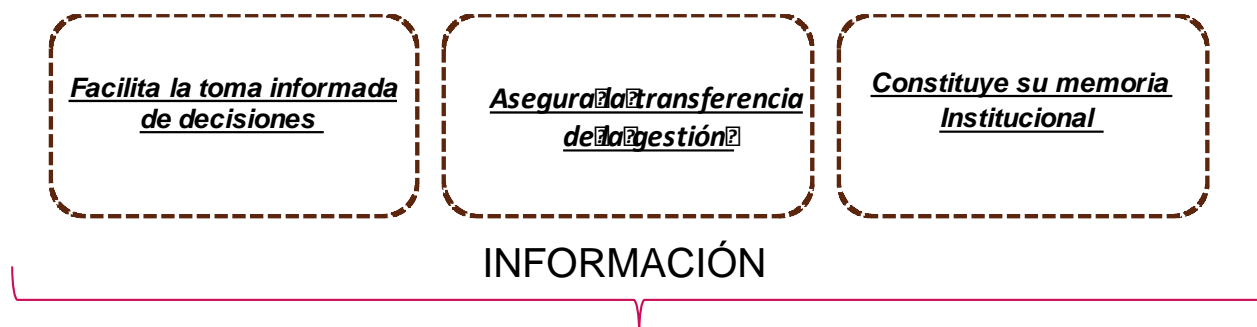 Facilita la toma informada
de decisiones
Asegura la transferencia
de la gestión
Constituye su memoria
Institucional
INFORMACIÓN